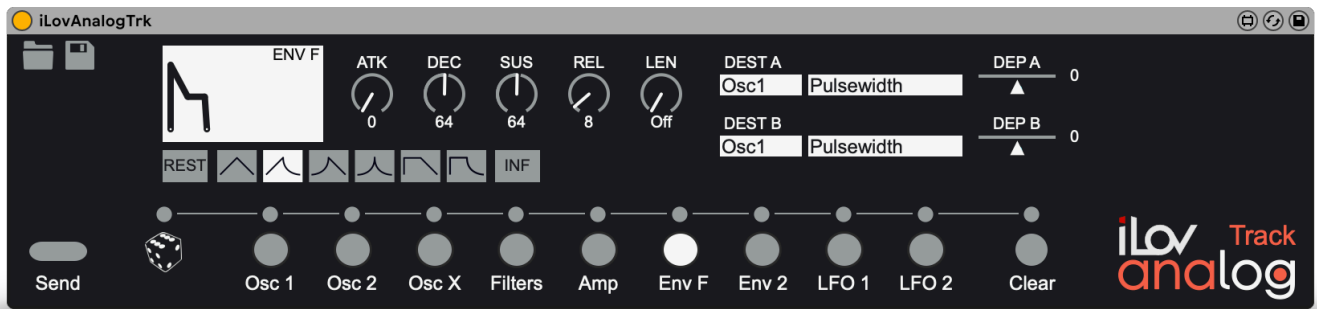 iLovAnalogTrk
ENV F
ATK DEC SUS REL LEN
0 64 64 8 Off
DEST A
Osc1 Pulsewidth
DEP A
0
DEST B
Osc1 Pulsewidth
DEP B
0
REST
INF
Send
Osc 1 Osc 2 Osc X Filters Amp Env F Env 2 LFO 1 LFO 2 Clear
iLov Track
analog